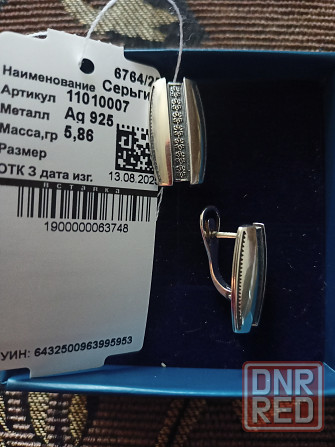 6764/2
Наименование Серьги
Артикул 11010007
Металл Ag 925
Масса,гр 5,86
Размер
ОТК 3 дата изг. 13.08.202
Вставка
1900000063748
УИН: 6432500963995953
DNR
RED